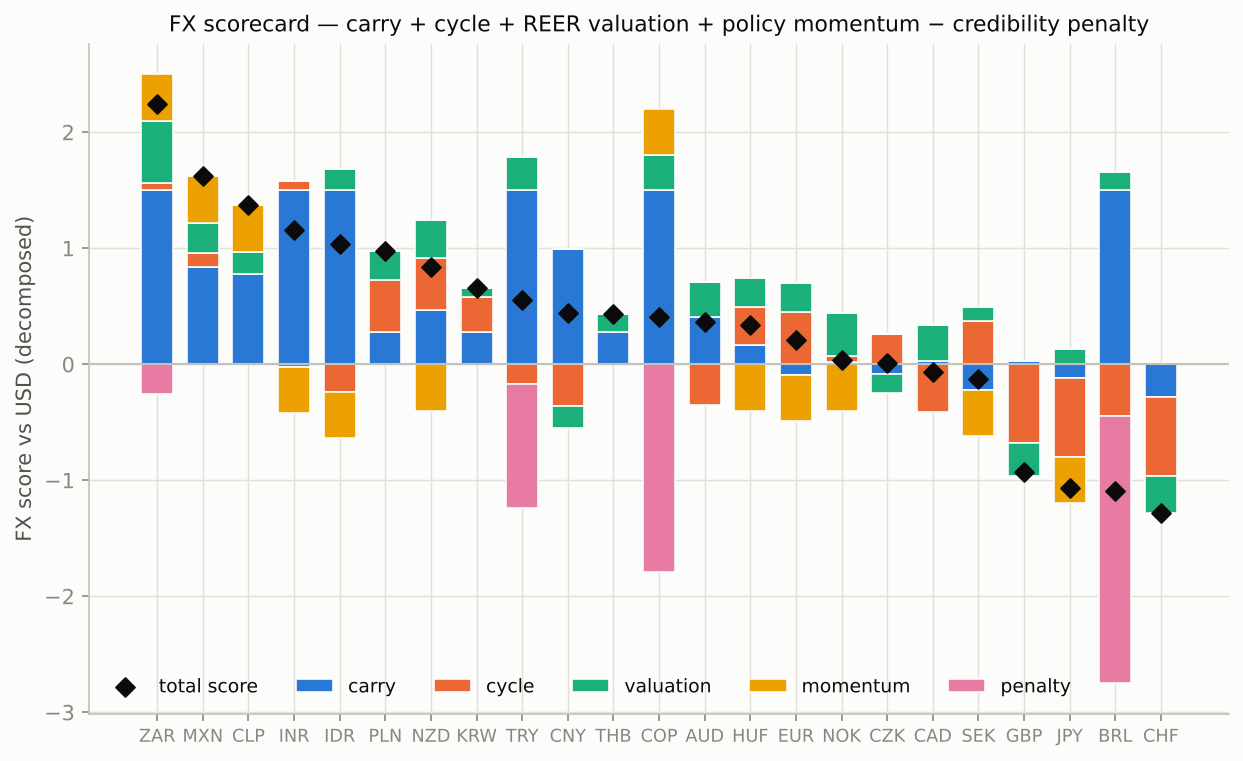 FX scorecard — carry + cycle + REER valuation + policy momentum − credibility penalty
FX score vs USD (decomposed)
2
1
0
−1
−2
−3
total score carry cycle valuation momentum penalty
ZAR MXN CLP INR IDR PLN NZD KRW TRY CNY THB COP AUD HUF EUR NOK CZK CAD SEK GBP JPY BRL CHF